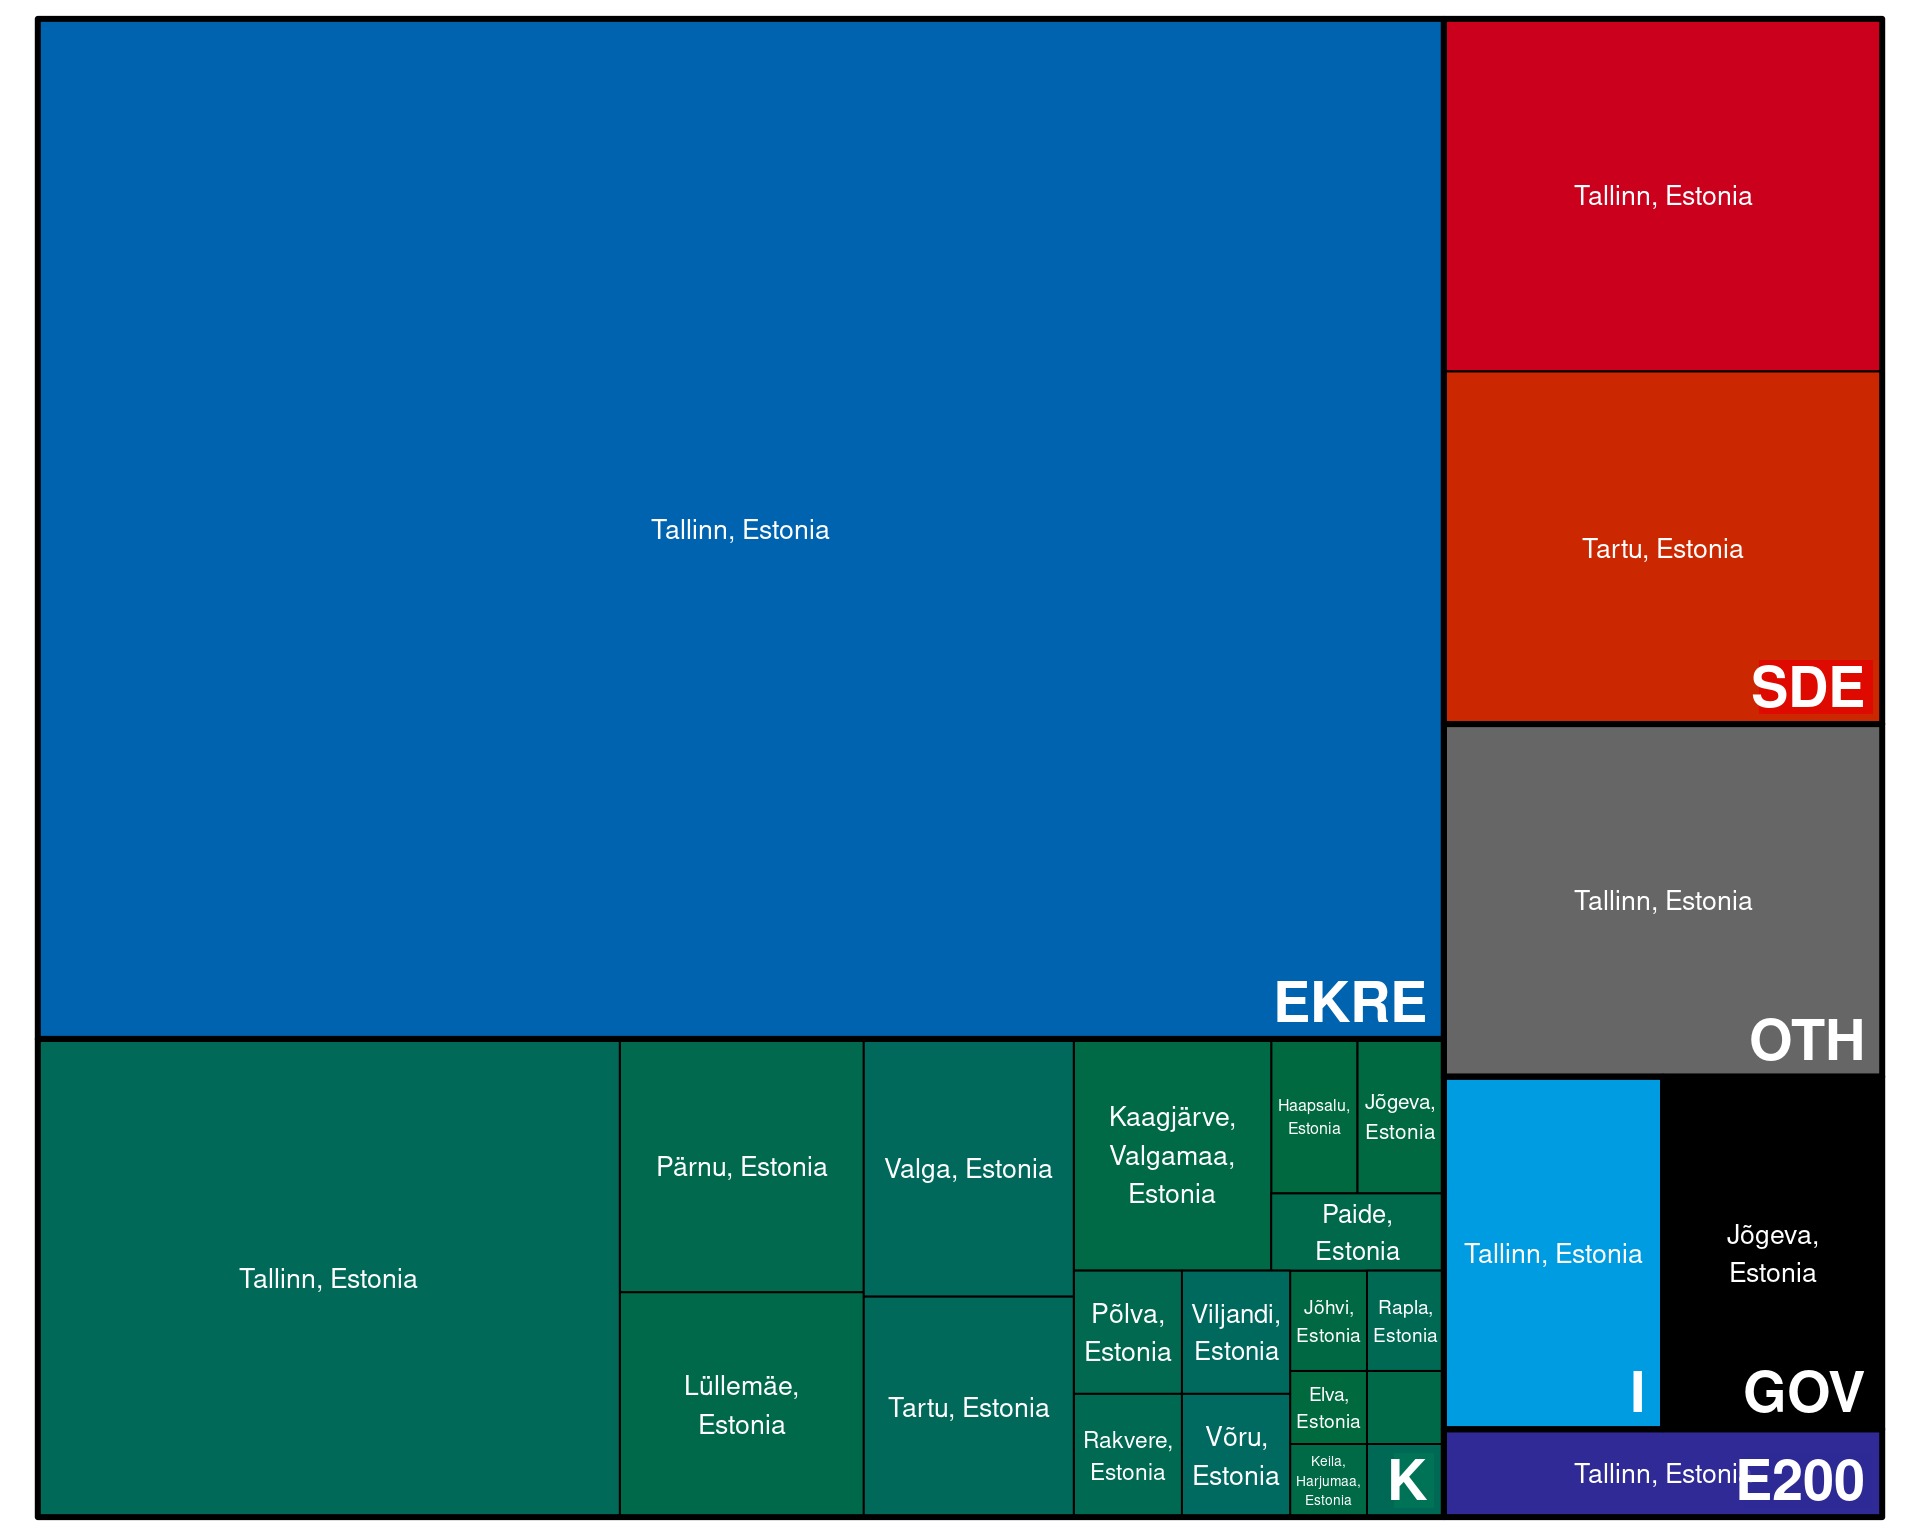 Tallinn, Estonia
EKRE
Tallinn, Estonia
Pärnu, Estonia
Lüllemäe,
Estonia
Valga, Estonia
Tartu, Estonia
Kaagjärve,
Valgamaa,
Estonia
Haapsalu,
Estonia
Jõgeva,
Estonia
Paide,
Estonia
Põlva,
Estonia
Viljandi,
Estonia
Rakvere,
Estonia
Võru,
Estonia
Jõhvi,
Estonia
Rapla,
Estonia
Elva,
Estonia
Keila,
Harjumaa,
Estonia
K
Tallinn, Estonia
Tartu, Estonia
SDE
Tallinn, Estonia
OTH
Tallinn, Estonia
I
Jõgeva,
Estonia
GOV
Tallinn, Estonia
E200